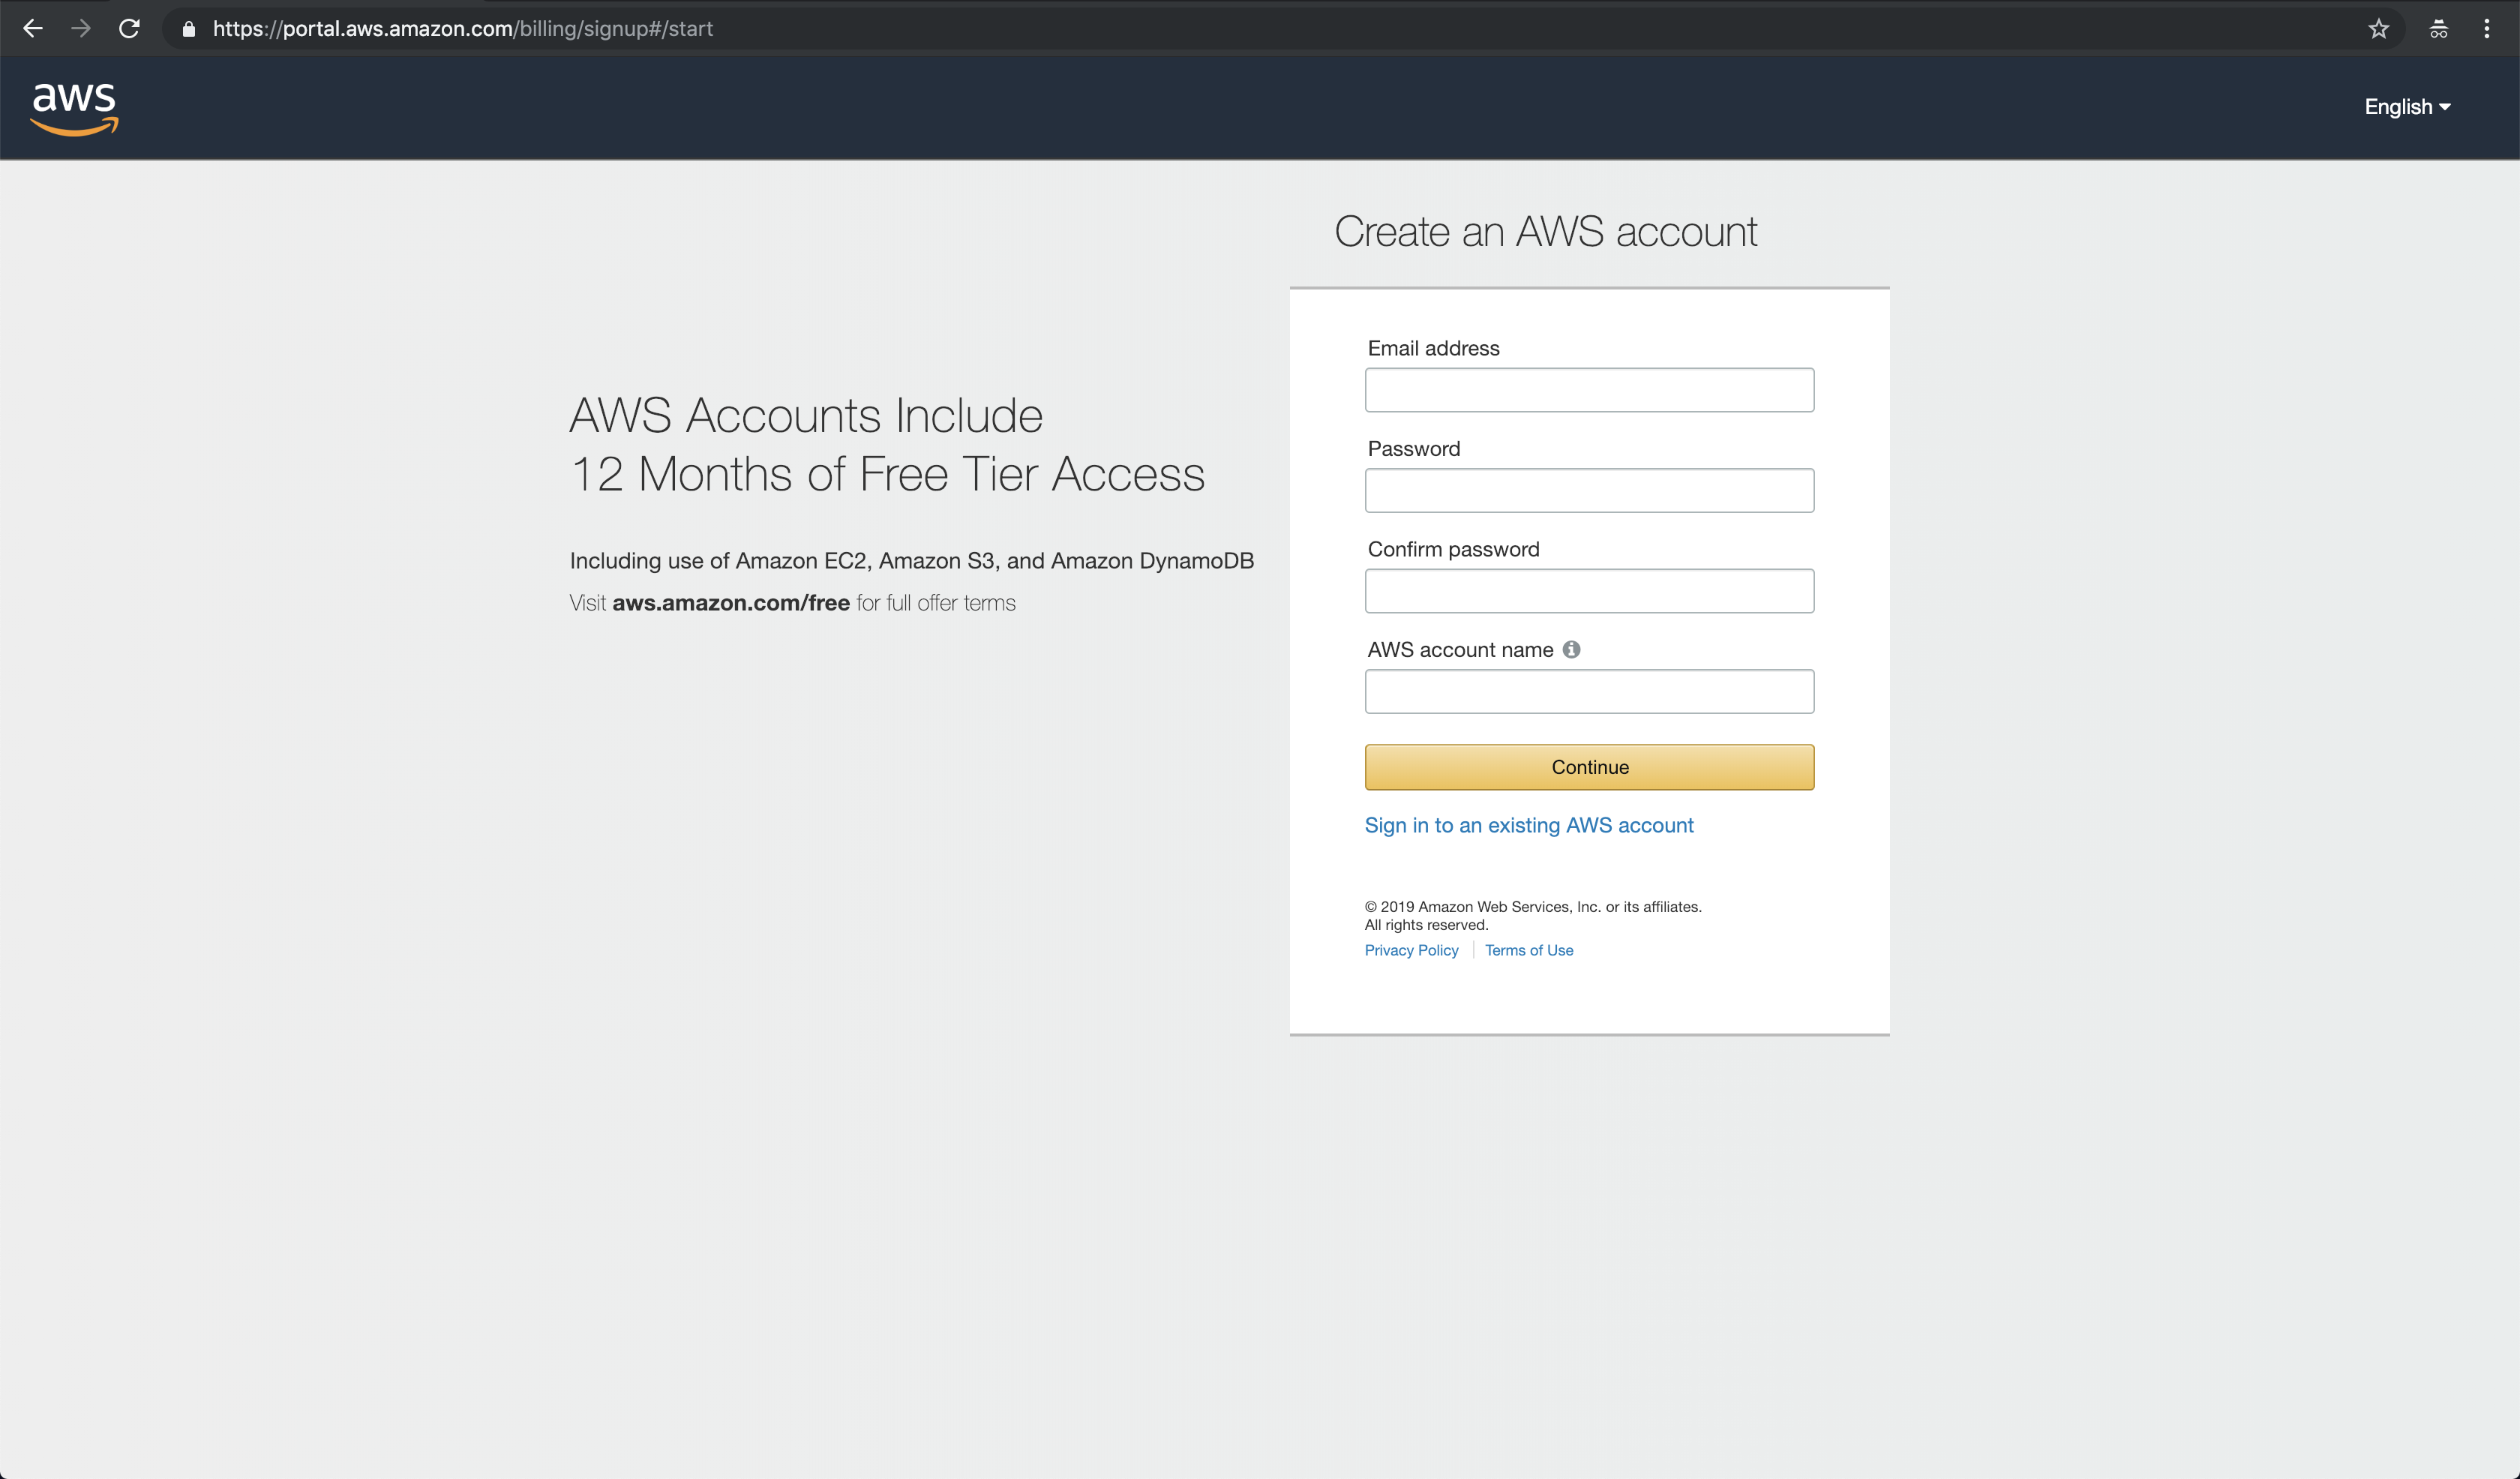 https://portal.aws.amazon.com/billing/signup#/start
aws
English
Create an AWS account
AWS Accounts Include
12 Months of Free Tier Access
Including use of Amazon EC2, Amazon S3, and Amazon DynamoDB
Visit aws.amazon.com/free for full offer terms
Email address
Password
Confirm password
AWS account name
Continue
Sign in to an existing AWS account
© 2019 Amazon Web Services, Inc. or its affiliates.
All rights reserved.
Privacy Policy
Terms of Use